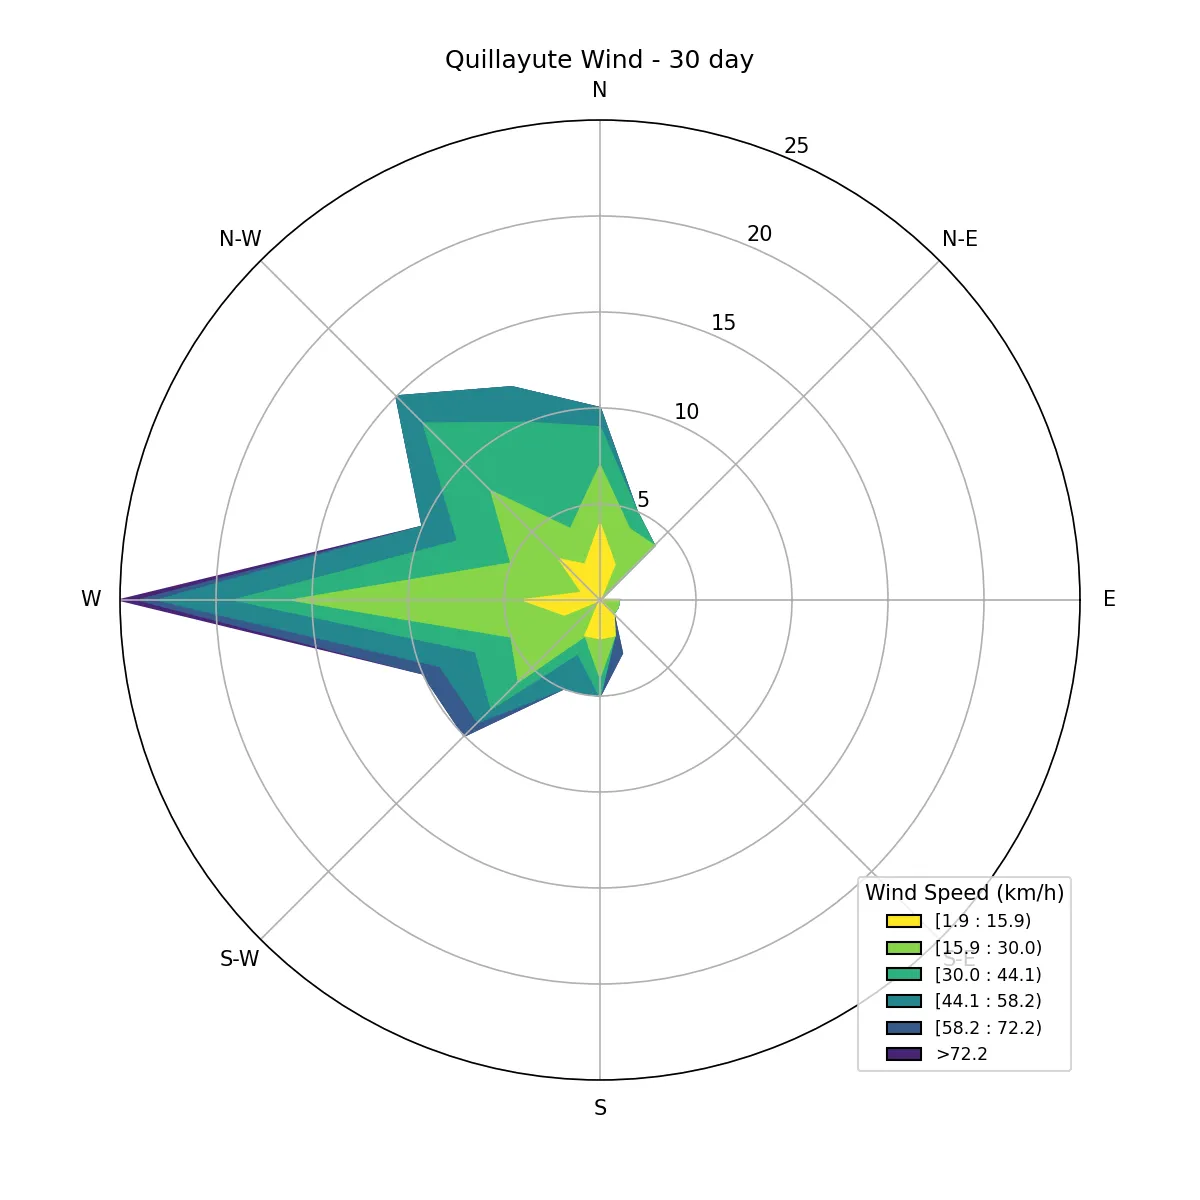 Quillayute Wind - 30 day
N
25
N-W
N-E
20
15
10
5
W
E
Wind Speed (km/h)
[1.9 : 15.9)
[15.9 : 30.0)
S-W
S-E
[30.0 : 44.1)
[44.1 : 58.2)
[58.2 : 72.2)
>72.2
S